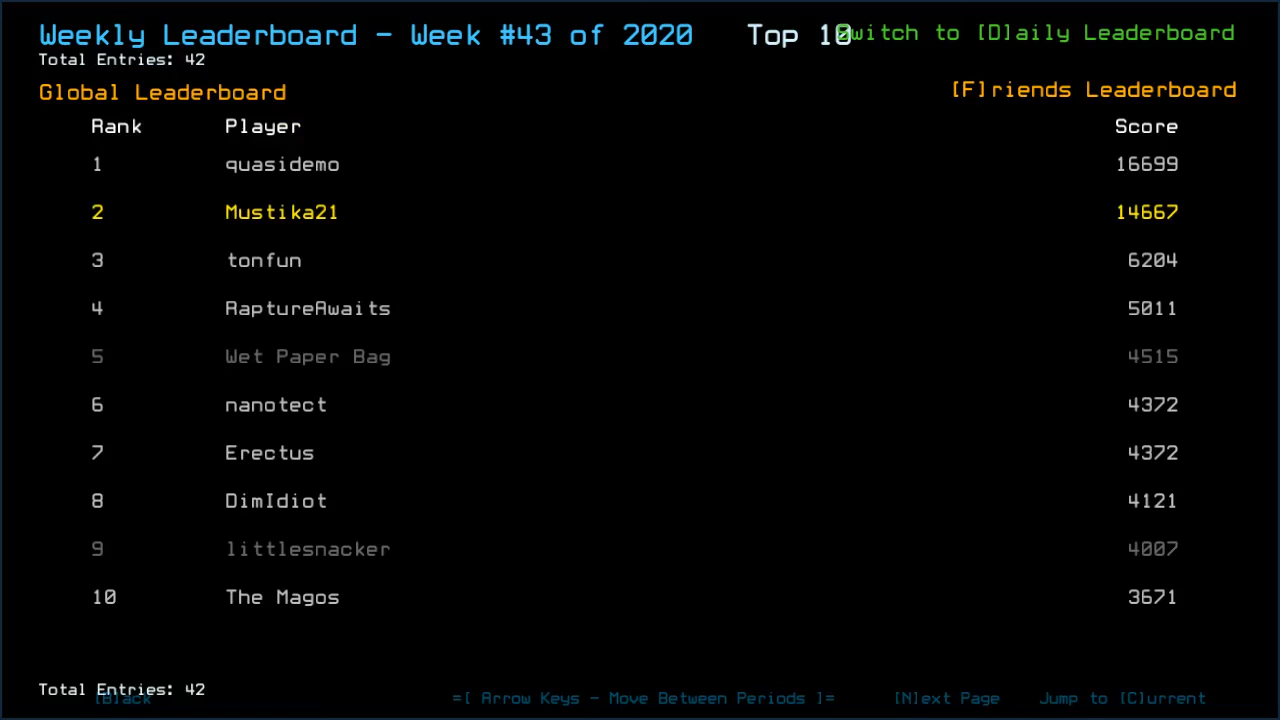 Weekly Leaderboard - Week #43 of 2020 Top 10 Switch to [D]aily Leaderboard
Total Entries: 42
Global Leaderboard [F]riends Leaderboard
Rank Player Score
1 quasidemo 16699
2 Mustika21 14667
3 tonfun 6204
4 RaptureAwaits 5011
5 Wet Paper Bag 4515
6 nanotect 4372
7 Erectus 4372
8 DimIdiot 4121
9 littlesnacker 4007
10 The Magos 3671
Total Entries: 42
[B]ack =[ Arrow Keys - Move Between Periods ]= [N]ext Page Jump to [C]urrent